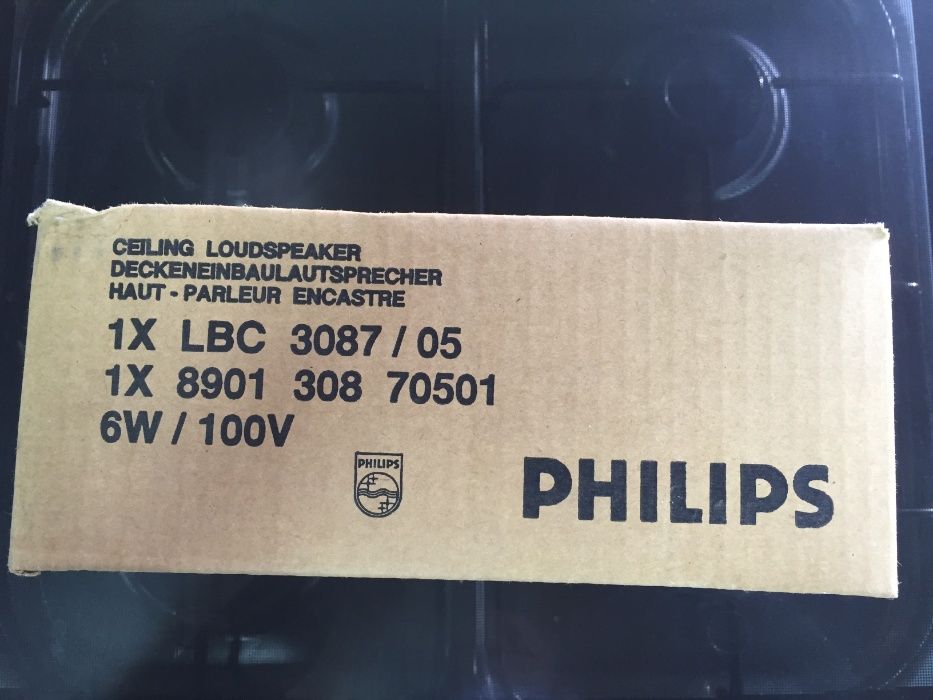 CEILING LOUDSPEAKER
DECKENEINBAULAUTSPRECHER
HAUT - PARLEUR ENCASTRE
1X LBC 3087 / 05
1X 8901 308 70501
6W / 100V
PHILIPS
PHILIPS